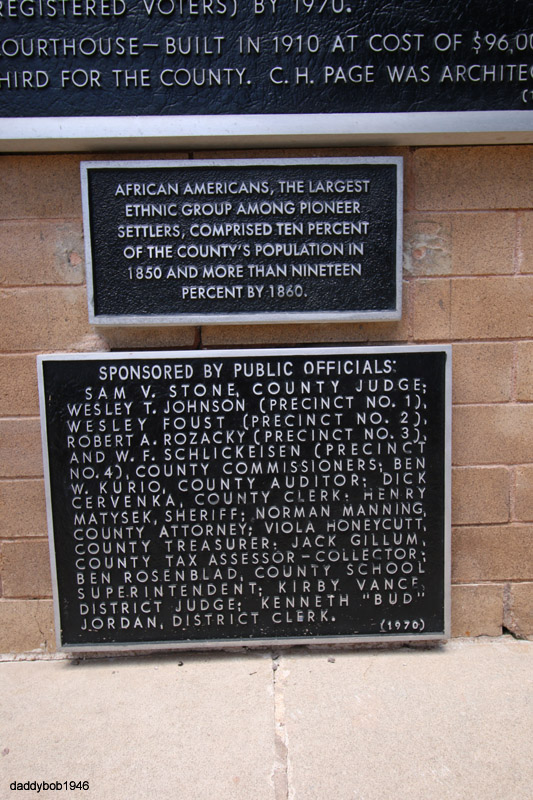 REGISTERED VOTERS) BY 1970.
COURTHOUSE—BUILT IN 1910 AT COST OF $96,00
THIRD FOR THE COUNTY. C. H. PAGE WAS ARCHITEC
(1
AFRICAN AMERICANS, THE LARGEST
ETHNIC GROUP AMONG PIONEER
SETTLERS, COMPRISED TEN PERCENT
OF THE COUNTY'S POPULATION IN
1850 AND MORE THAN NINETEEN
PERCENT BY 1860.
SPONSORED BY PUBLIC OFFICIALS:
SAM V. STONE, COUNTY JUDGE;
WESLEY T. JOHNSON (PRECINCT NO. 1),
WESLEY FOUST (PRECINCT NO. 2),
ROBERT A. ROZACKY (PRECINCT NO. 3),
AND W. F. SCHLICKEISEN (PRECINCT
NO. 4), COUNTY COMMISSIONERS; BEN
W. KURIO, COUNTY AUDITOR; DICK
CERVENKA, COUNTY CLERK; HENRY
MATYSEK, SHERIFF; NORMAN MANNING,
COUNTY ATTORNEY; VIOLA HONEYCUTT,
COUNTY TREASURER; JACK GILLUM,
COUNTY TAX ASSESSOR-COLLECTOR;
BEN ROSENBLAD, COUNTY SCHOOL
SUPERINTENDENT; KIRBY VANCE,
DISTRICT JUDGE; KENNETH "BUD"
JORDAN, DISTRICT CLERK.
(1970)
daddybob1946